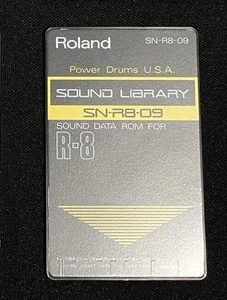 Roland
SN-R8-09
Power Drums U.S.A.
SOUND LIBRARY
SN-R8-09
SOUND DATA ROM FOR
R-8